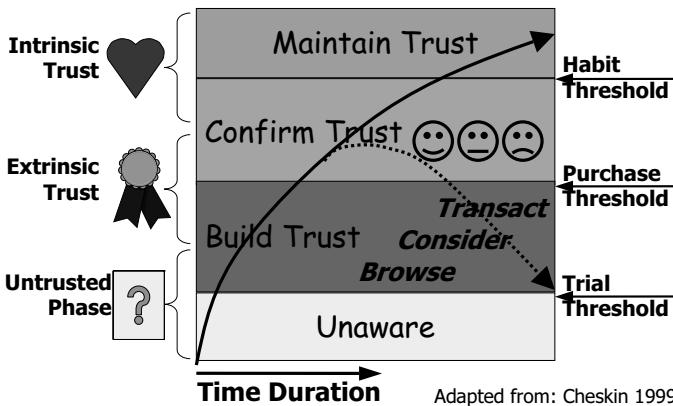 Intrinsic
Trust
Maintain Trust
Habit
Threshold
Confirm Trust
Extrinsic
Trust
Purchase
Threshold
Transact
Build Trust
Consider
Browse
Untrusted
Phase
?
Trial
Threshold
Unaware
Time Duration
Adapted from: Cheskin 1999